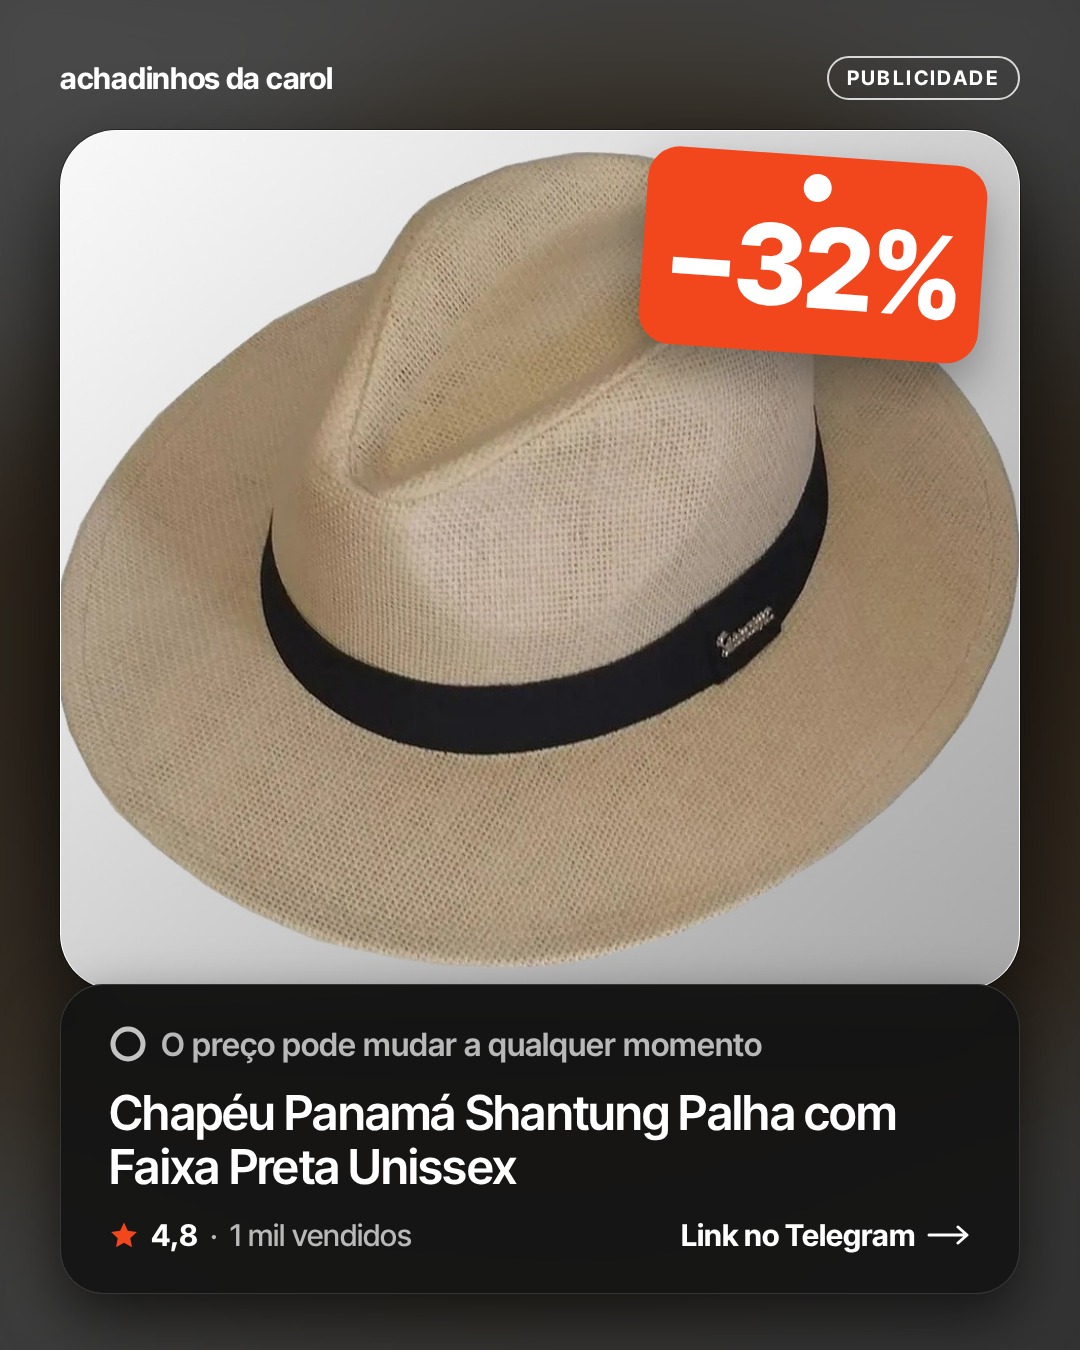 achadinhos da carol
PUBLICIDADE
-32%
O preço pode mudar a qualquer momento
Chapéu Panamá Shantung Palha com
Faixa Preta Unissex
4,8 · 1 mil vendidos
Link no Telegram →